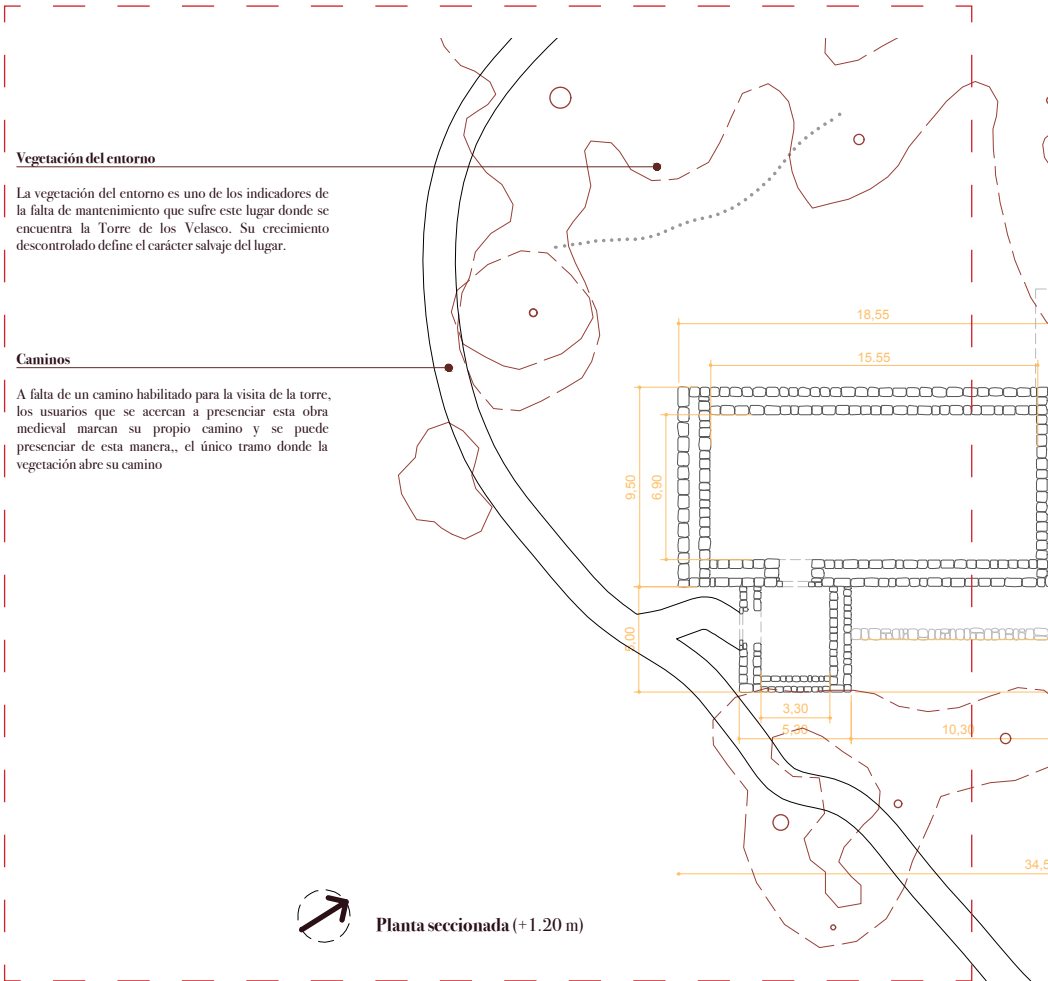 Vegetación del entorno
La vegetación del entorno es uno de los indicadores de
la falta de mantenimiento que sufre este lugar donde se
encuentra la Torre de los Velasco. Su crecimiento
descontrolado define el carácter salvaje del lugar.
Caminos
A falta de un camino habilitado para la visita de la torre,
los usuarios que se acercan a presenciar esta obra
medieval marcan su propio camino y se puede
presenciar de esta manera,, el único tramo donde la
vegetación abre su camino
18,55
15.55
9,50
6,90
5,00
3,30
5,30
10,30
34,5
Planta seccionada (+1.20 m)